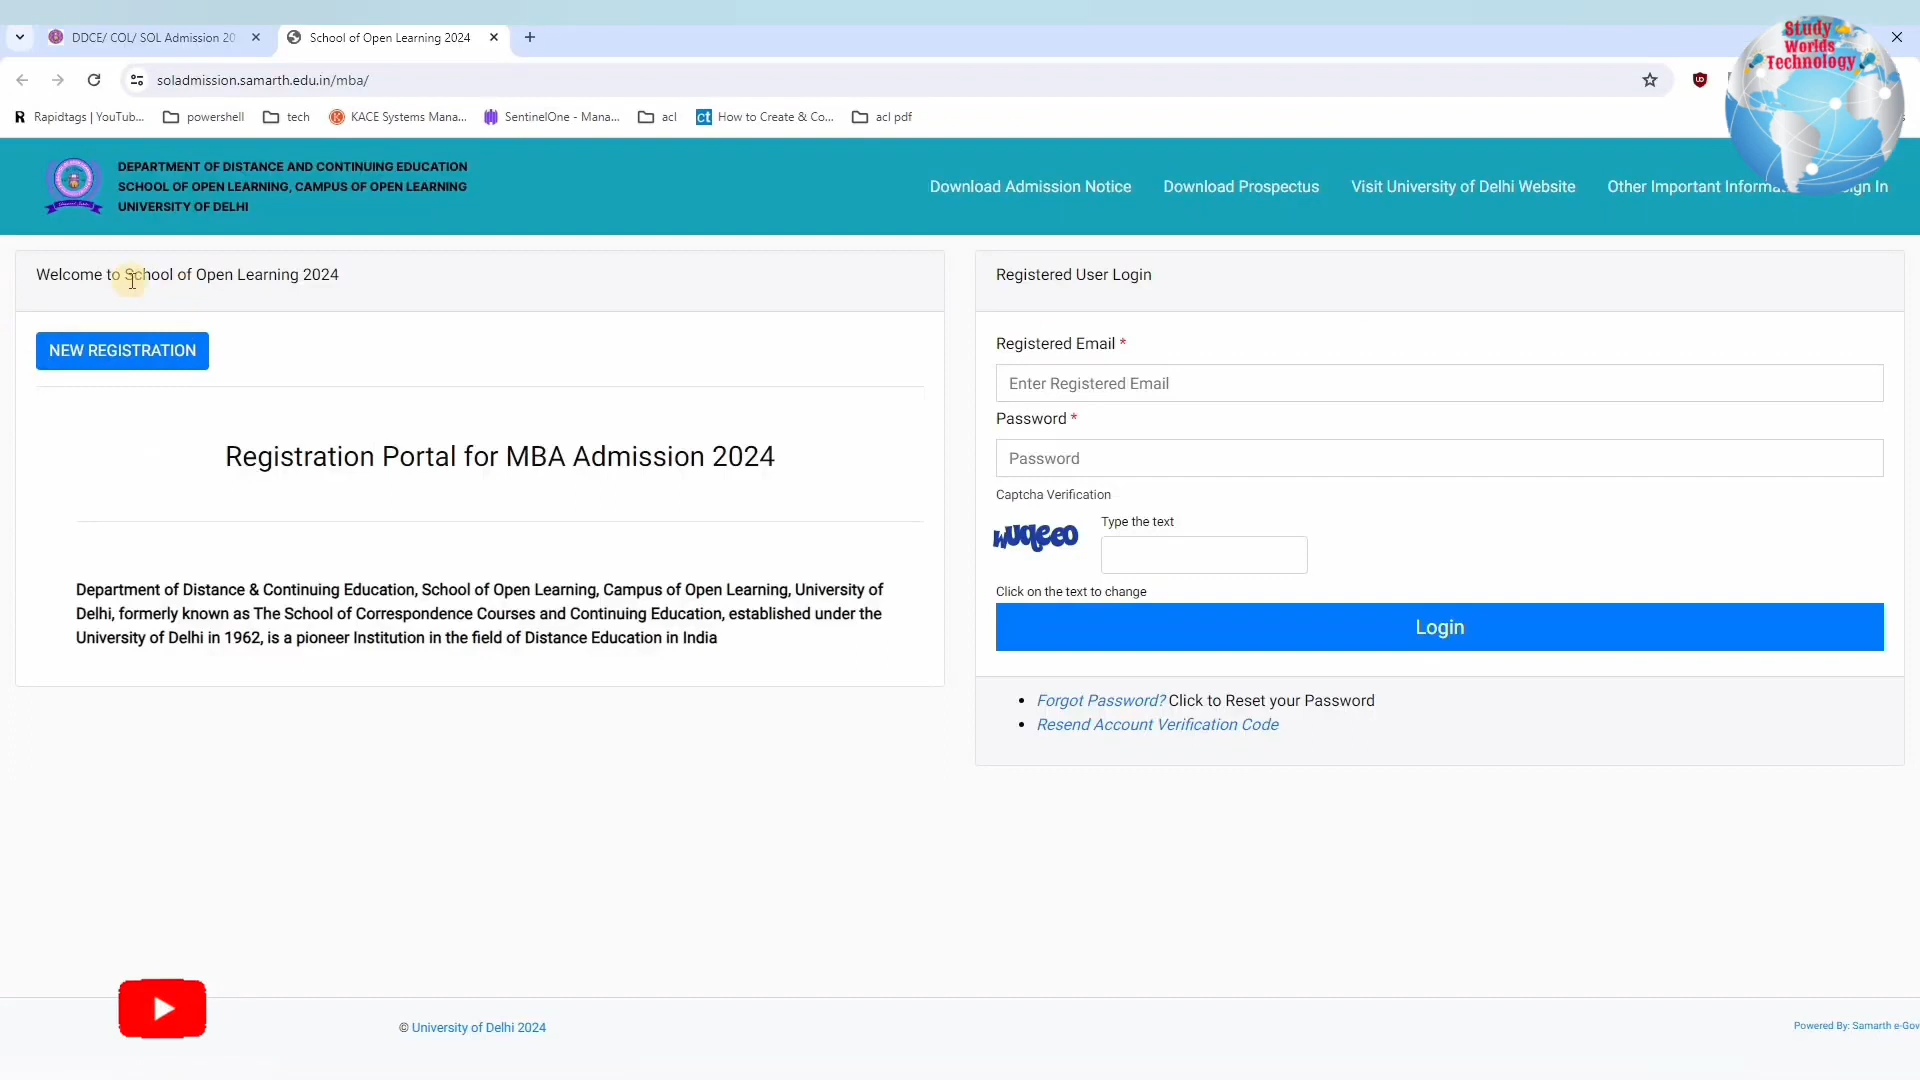 DDCE/ COL/ SOL Admission 20
School of Open Learning 2024
soladmission.samarth.edu.in/mba/
Rapidtags | YouTub...
powershell
tech
KACE Systems Mana...
SentinelOne - Mana...
acl
ct How to Create & Co...
acl pdf
Study
Worlds
Technology
DEPARTMENT OF DISTANCE AND CONTINUING EDUCATION
SCHOOL OF OPEN LEARNING, CAMPUS OF OPEN LEARNING
UNIVERSITY OF DELHI
Download Admission Notice
Download Prospectus
Visit University of Delhi Website
Other Important
In
Welcome to School of Open Learning 2024
NEW REGISTRATION
Registration Portal for MBA Admission 2024
Department of Distance & Continuing Education, School of Open Learning, Campus of Open Learning, University of
Delhi, formerly known as The School of Correspondence Courses and Continuing Education, established under the
University of Delhi in 1962, is a pioneer Institution in the field of Distance Education in India
Registered User Login
Registered Email *
Enter Registered Email
Password *
Password
Captcha Verification
Type the text
wuqeeo
Click on the text to change
Login
Forgot Password? Click to Reset your Password
Resend Account Verification Code
© University of Delhi 2024
Powered By: Samarth e-Gov